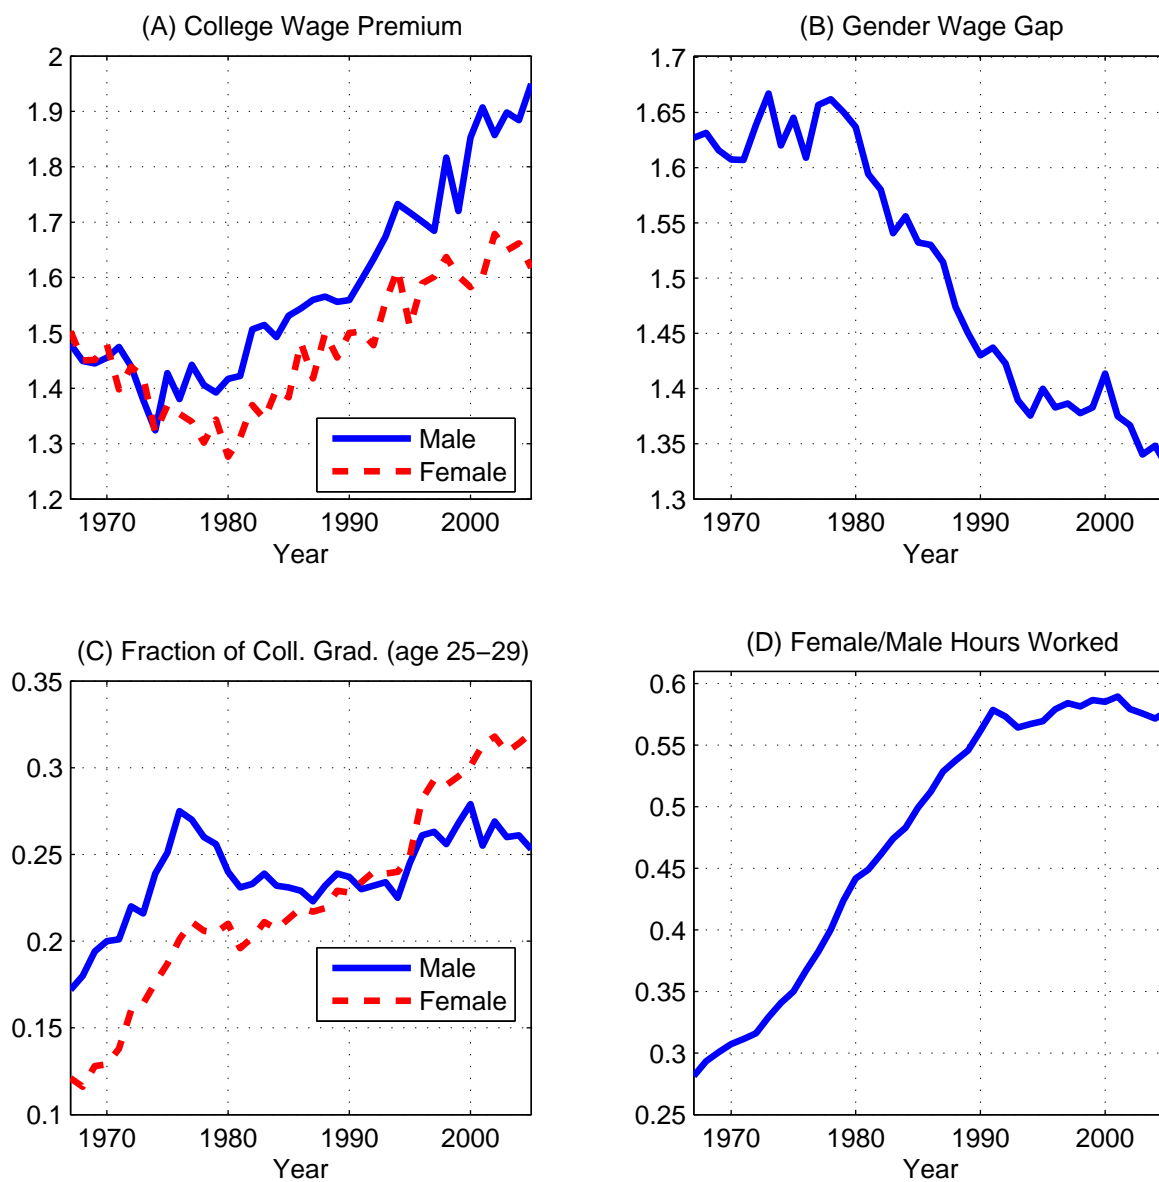 (A) College Wage Premium
2
1.9
1.8
1.7
1.6
1.5
1.4
1.3
1.2
1970 1980 1990 2000
Year
Male
Female
(B) Gender Wage Gap
1.7
1.65
1.6
1.55
1.5
1.45
1.4
1.35
1.3
1970 1980 1990 2000
Year
(C) Fraction of Coll. Grad. (age 25−29)
0.35
0.3
0.25
0.2
0.15
0.1
1970 1980 1990 2000
Year
Male
Female
(D) Female/Male Hours Worked
0.6
0.55
0.5
0.45
0.4
0.35
0.3
0.25
1970 1980 1990 2000
Year